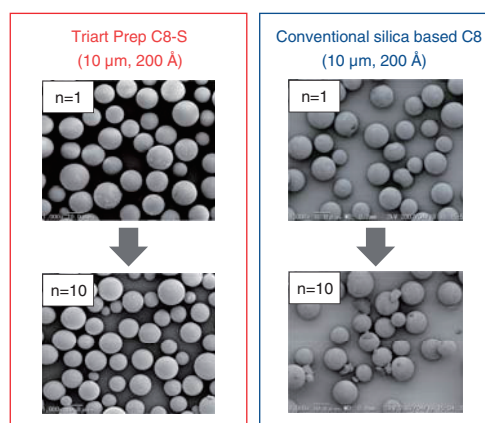 Triart Prep C8-S
(10 µm, 200 Å)
n=1
n=10
Conventional silica based C8
(10 µm, 200 Å)
n=1
n=10